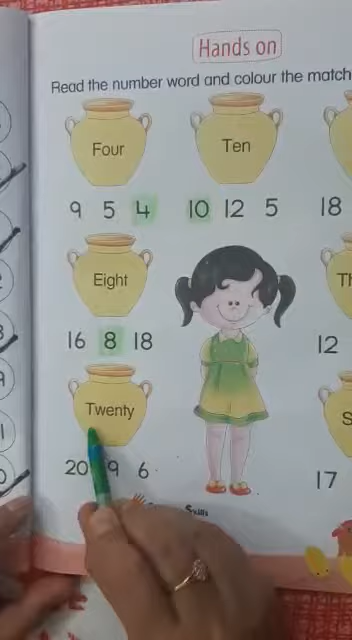 Hands on
Read the number word and colour the match
Four
Ten
9 5 4
10 12 5
18
Eight
16 8 18
12
Twenty
20 9 6
17
Skills